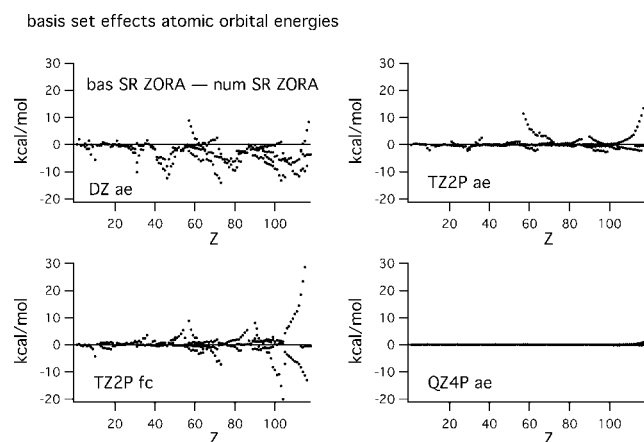 basis set effects atomic orbital energies
30
20
10
0
-10
-20
kcal/mol
bas SR ZORA — num SR ZORA
DZ ae
20 40 60 80 100
Z
30
20
10
0
-10
-20
kcal/mol
TZ2P ae
20 40 60 80 100
Z
30
20
10
0
-10
-20
kcal/mol
TZ2P fc
20 40 60 80 100
Z
30
20
10
0
-10
-20
kcal/mol
QZ4P ae
20 40 60 80 100
Z